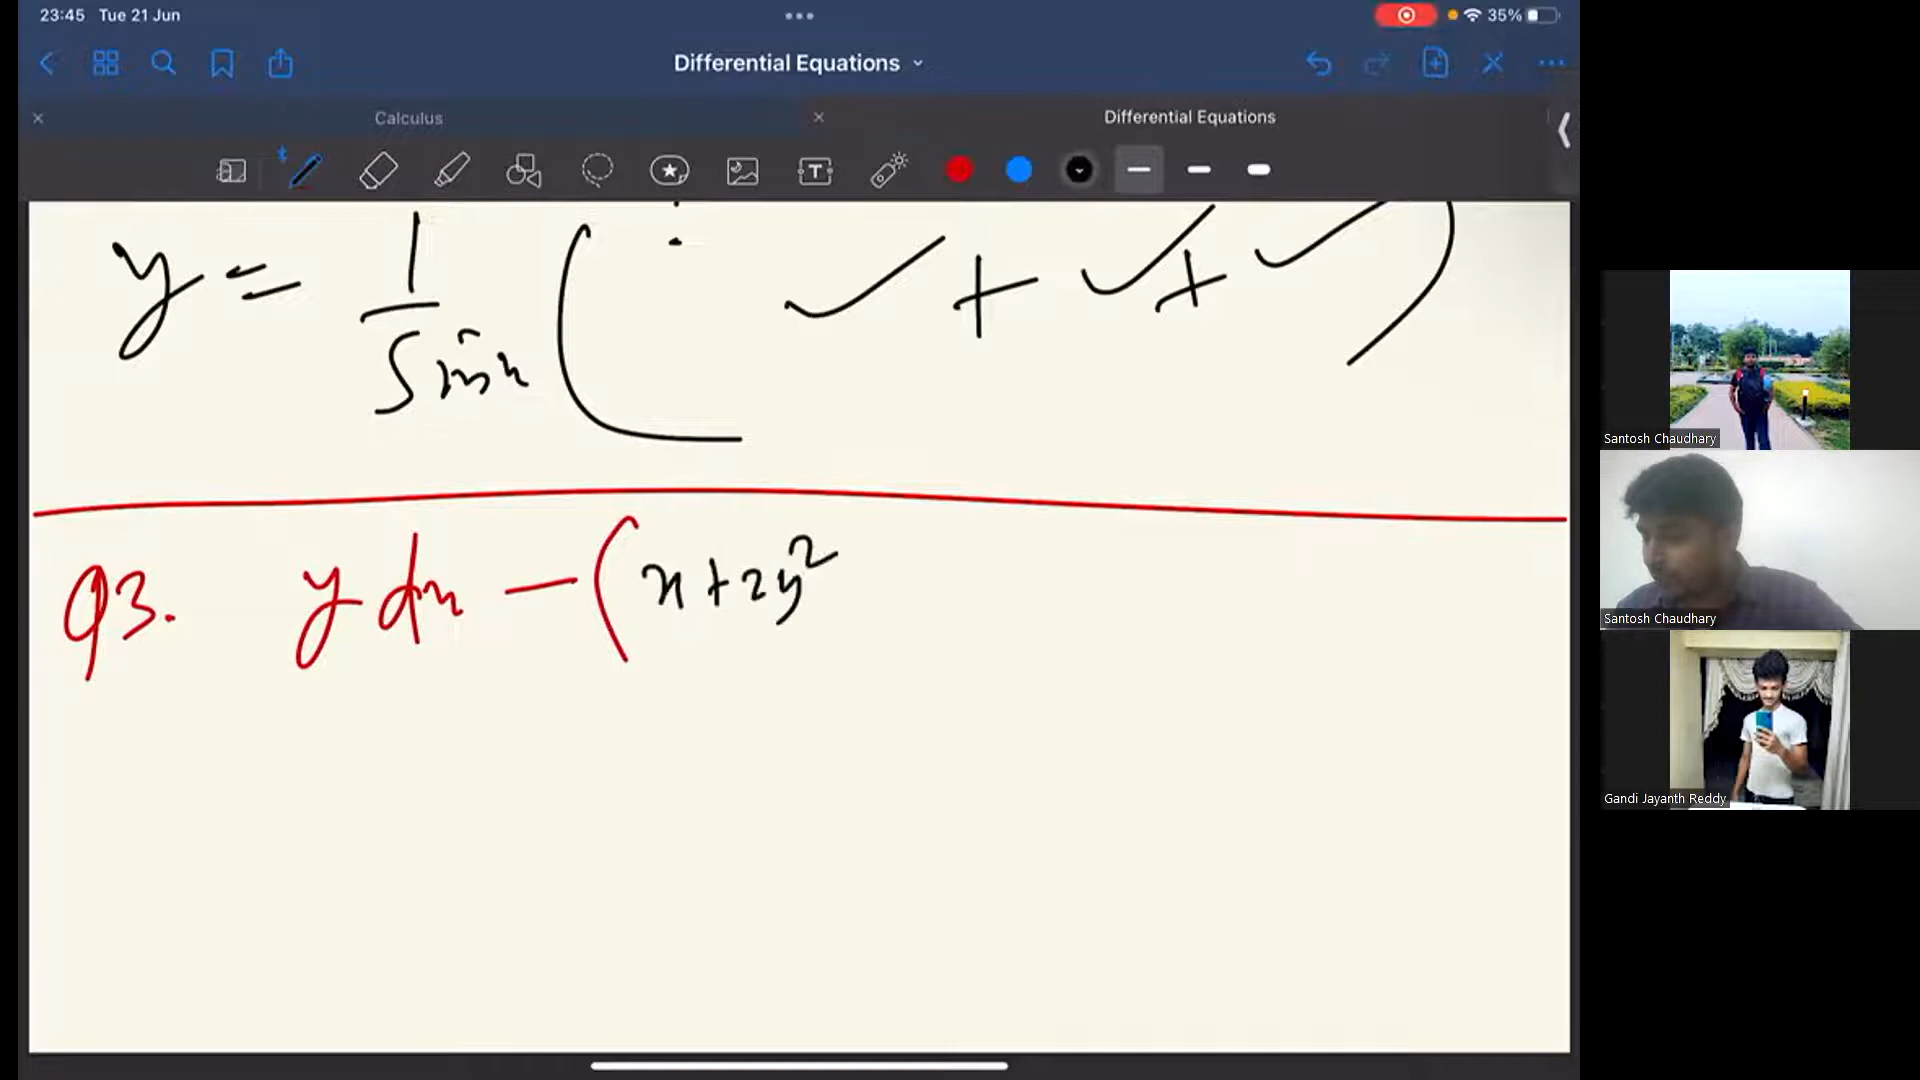 23:45 Tue 21 Jun
35%
Differential Equations
Calculus
Differential Equations
T
y = 1/sin x ( + + )
Q3. y dx — (x+2y²
Santosh Chaudhary
Santosh Chaudhary
Gandi Jayanth Reddy